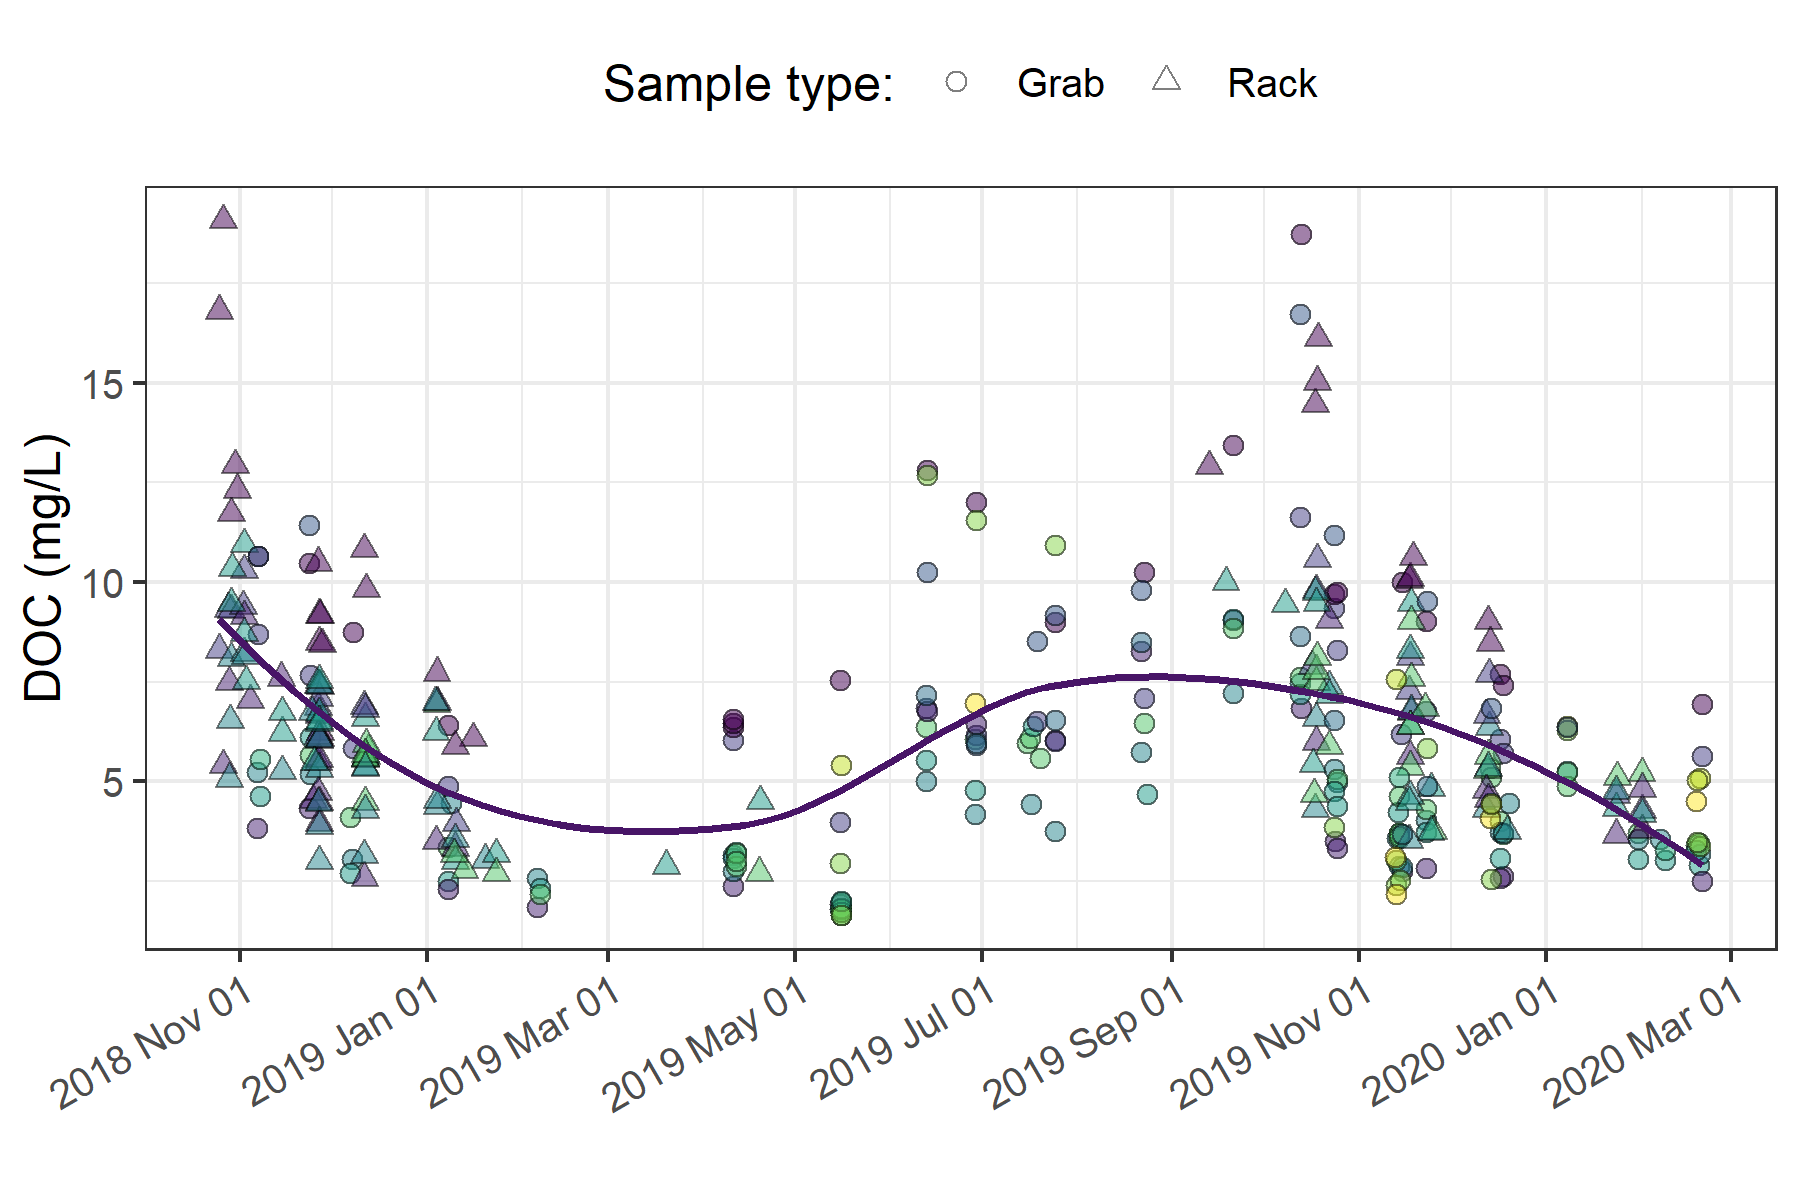 Sample type: Grab Rack
DOC (mg/L)
15
10
5
2018 Nov 01
2019 Jan 01
2019 Mar 01
2019 May 01
2019 Jul 01
2019 Sep 01
2019 Nov 01
2020 Jan 01
2020 Mar 01